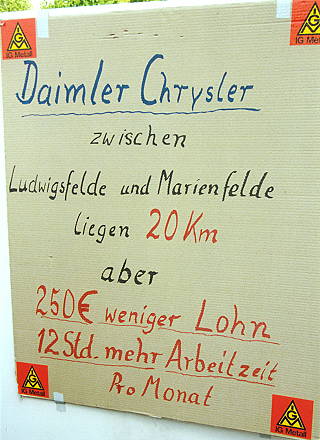 IG Metall
IG Metall
Daimler Chrysler
zwischen
Ludwigsfelde und Marienfelde
liegen 20 Km
aber
250€ weniger Lohn
12 Std. mehr Arbeitzeit
Pro Monat
IG Metall
IG Metall